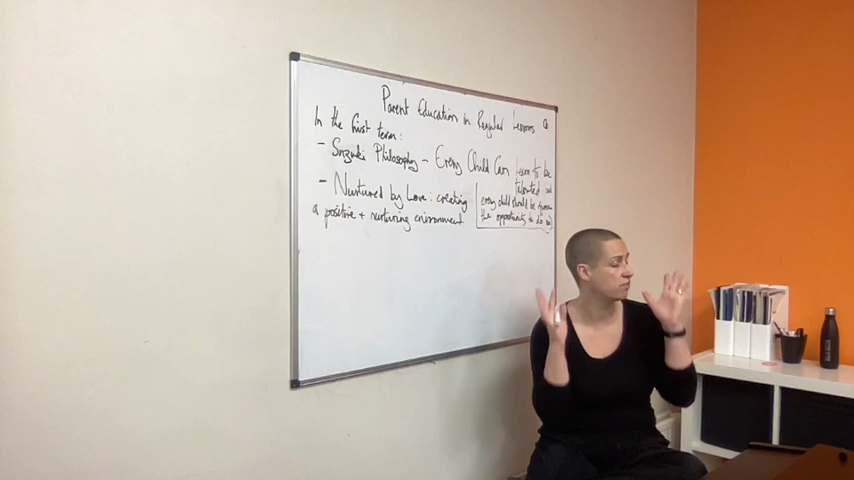 Parent Education in Regular Lessons
In the first term:
- Suzuki Philosophy - Every Child Can learn to be
talented and
every child should be given
the opportunity to do so
- Nurtured by Love: creating
a positive + nurturing environment